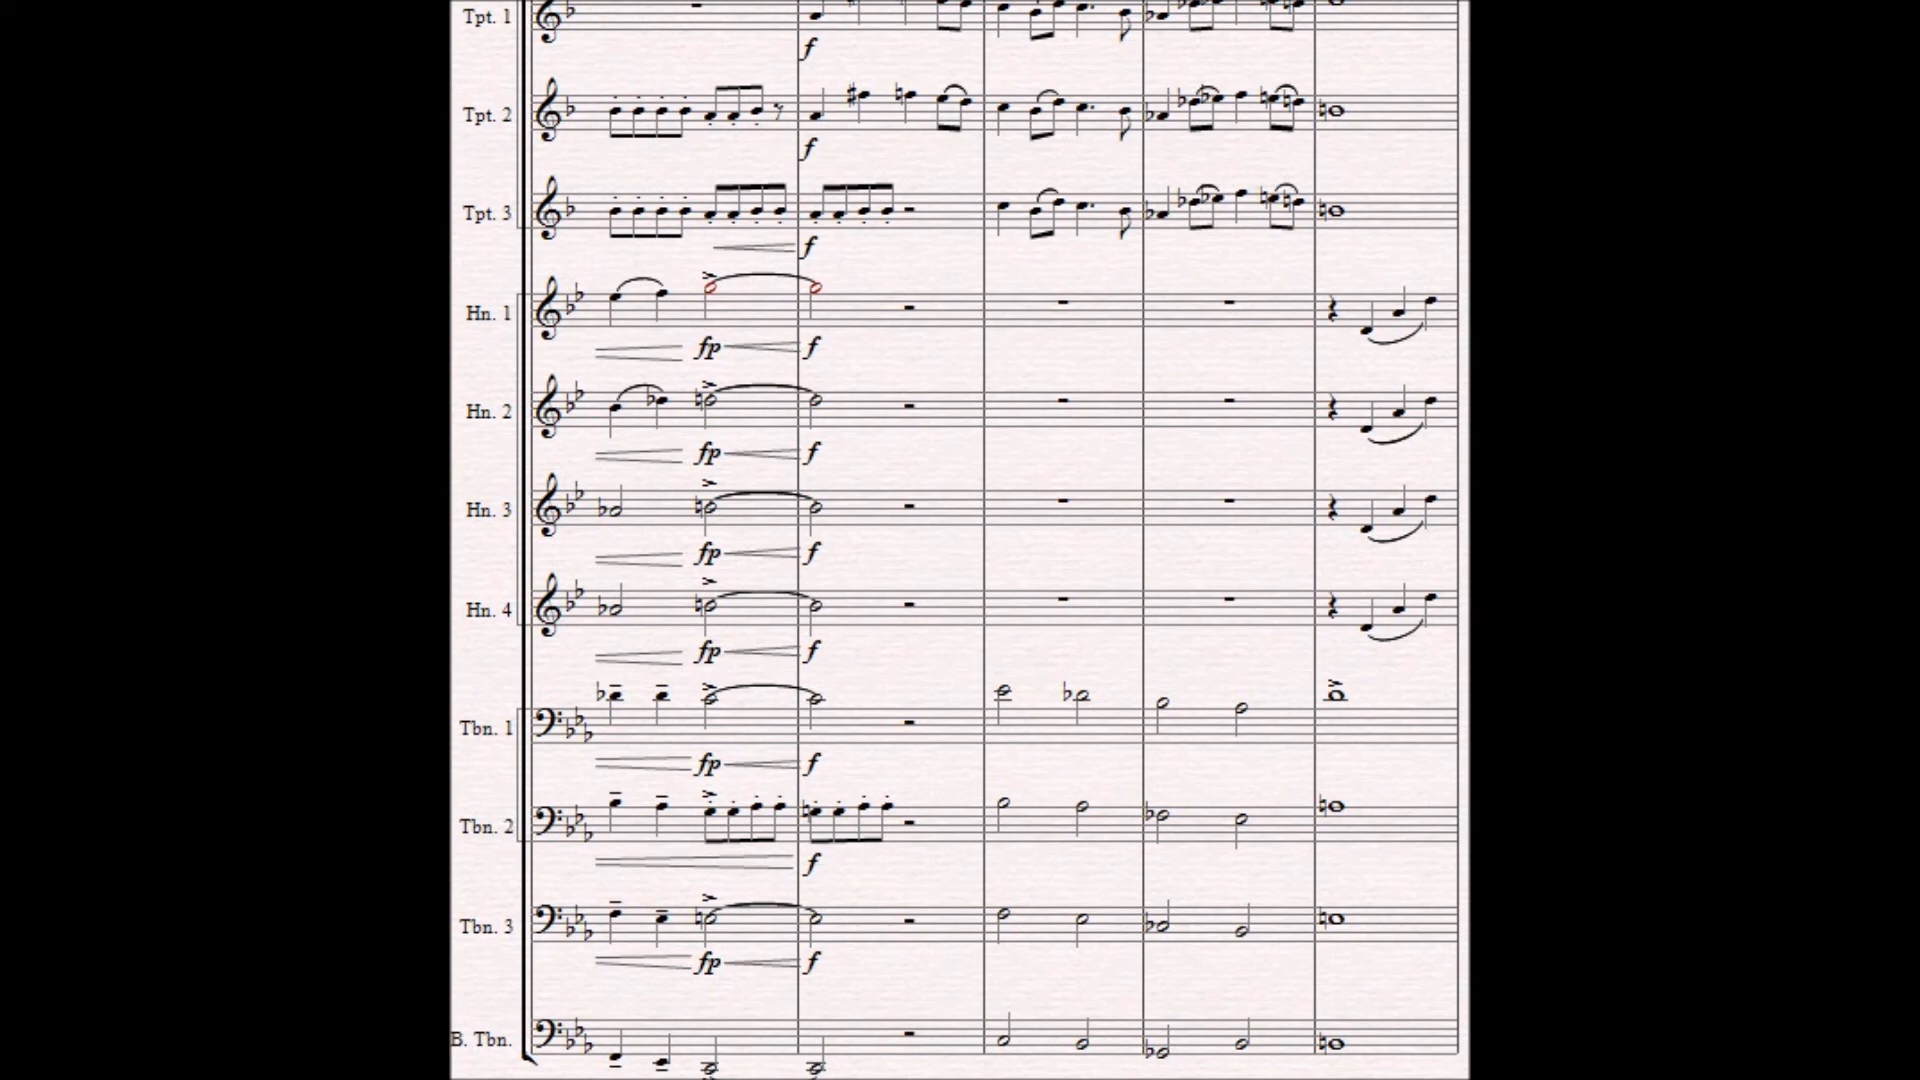 Tpt. 1
f
Tpt. 2
f
Tpt. 3
f
Hn. 1
fp f
Hn. 2
fp f
Hn. 3
fp f
Hn. 4
fp f
Tbn. 1
fp f
Tbn. 2
f
Tbn. 3
fp f
B. Tbn.